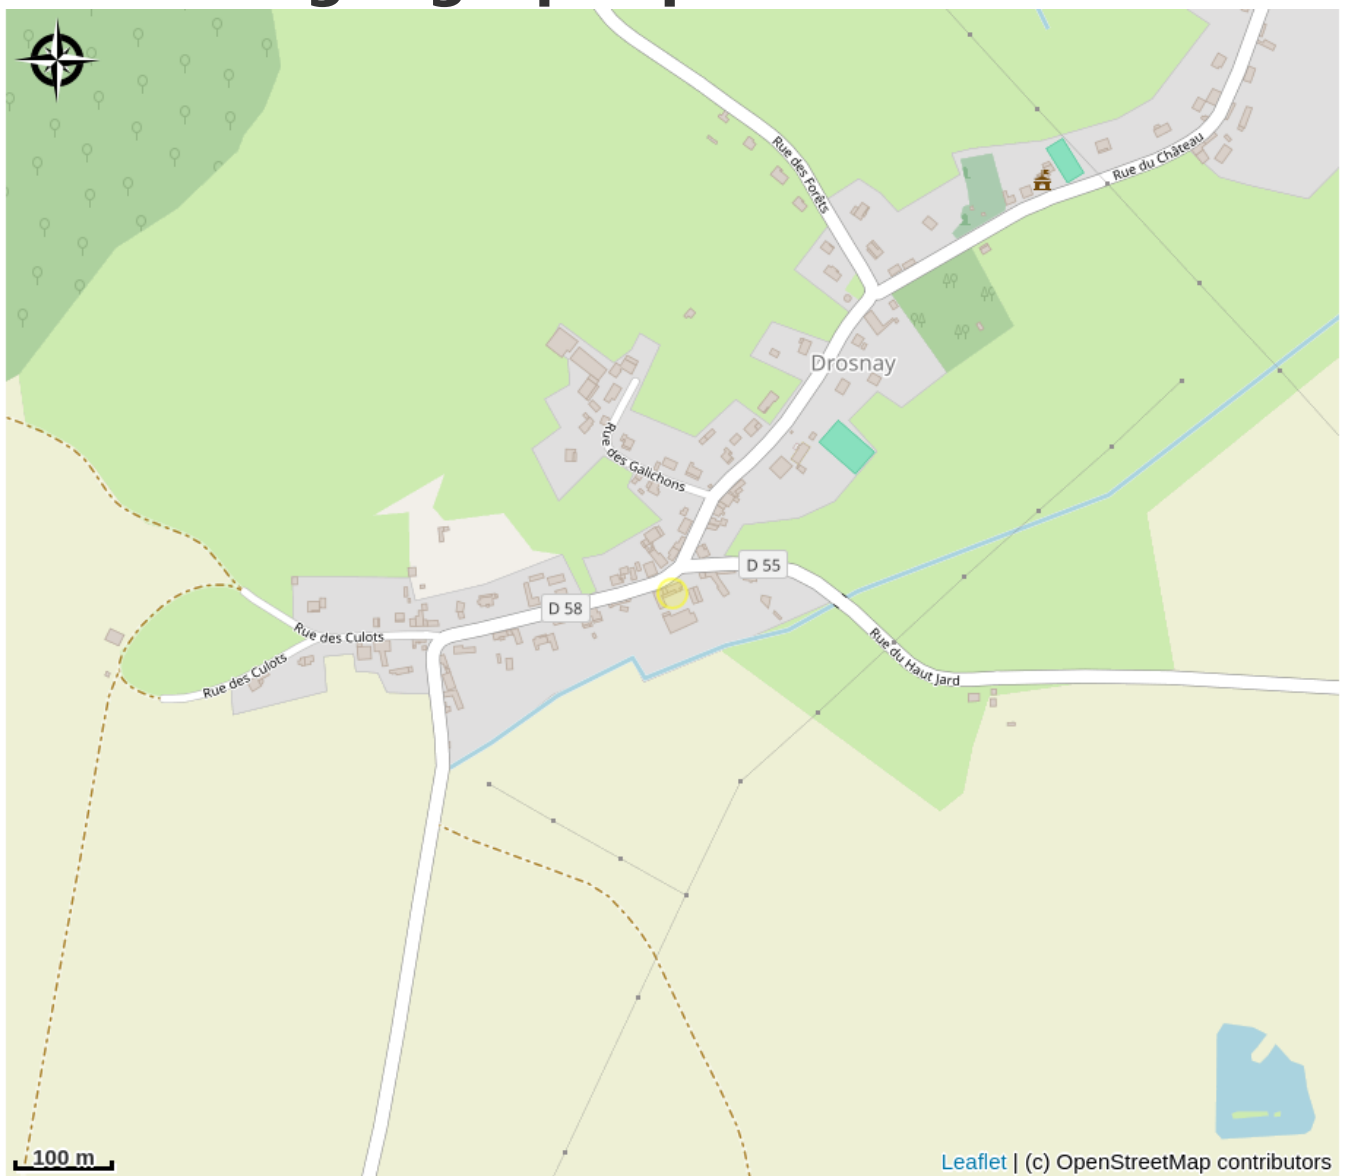 Rue des Forêts
Rue du Château
Drosnay
Rue des Galichons
D 55
D 58
Rue des Culots
Rue des Culots
Rue du Haut Jard
100 m
Leaflet | (c) OpenStreetMap contributors